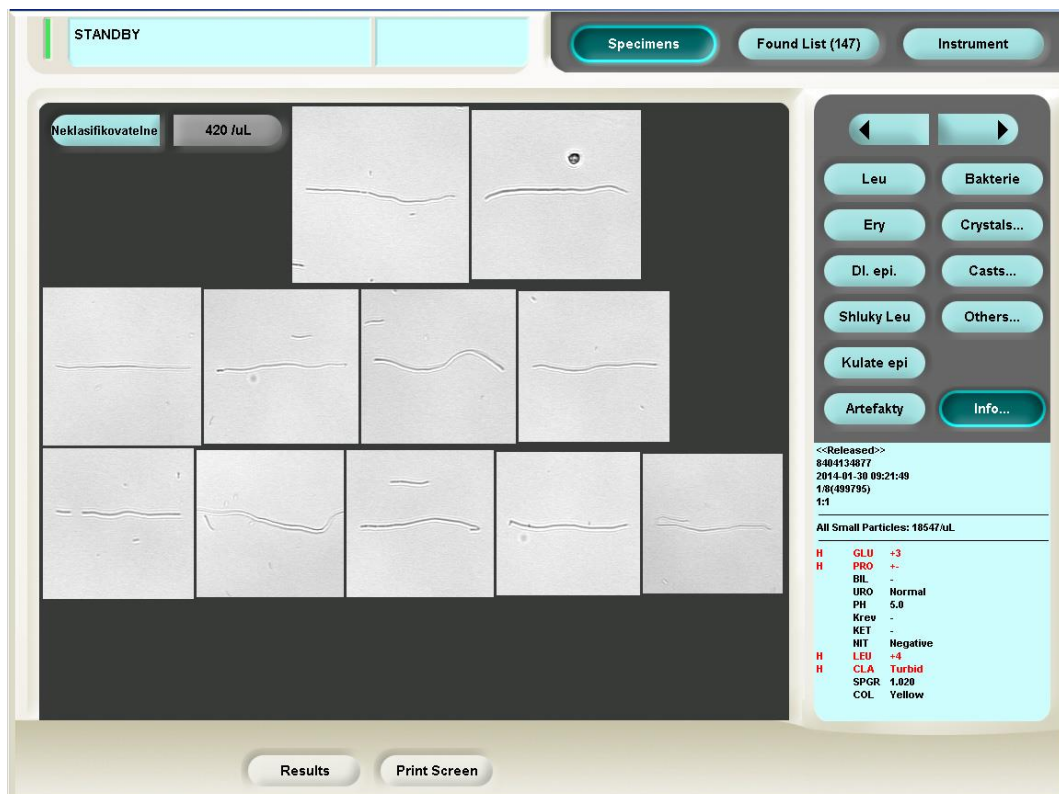 STANDBY
Specimens
Found List (147)
Instrument
Neklasifikovatelne
420 /uL
Leu
Bakterie
Ery
Crystals...
Dl. epi.
Casts...
Shluky Leu
Others...
Kulate epi
Artefakty
Info...
<<Released>>
8404134877
2014-01-30 09:21:49
1/8(499795)
1:1
All Small Particles: 18547/uL
H GLU +3
H PRO +-
BIL -
URO Normal
PH 5.0
Krev -
KET -
NIT Negative
H LEU +4
H CLA Turbid
SPGR 1.020
COL Yellow
Results
Print Screen